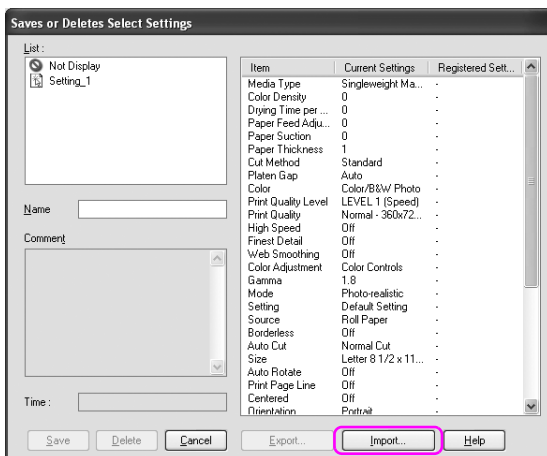 Saves or Deletes Select Settings
List :
Not Display
Setting_1
Name
Comment
Time :
Item Current Settings Registered Sett...
Media Type Singleweight Ma... -
Color Density 0 -
Drying Time per ... 0 -
Paper Feed Adju... 0 -
Paper Suction 0 -
Paper Thickness 1 -
Cut Method Standard -
Platen Gap Auto -
Color Color/B&W Photo -
Print Quality Level LEVEL 1 (Speed) -
Print Quality Normal - 360x72... -
High Speed Off -
Finest Detail Off -
Web Smoothing Off -
Color Adjustment Color Controls -
Gamma 1.8 -
Mode Photo-realistic -
Setting Default Setting -
Source Roll Paper -
Borderless Off -
Auto Cut Normal Cut -
Size Letter 8 1/2 x 11... -
Auto Rotate Off -
Print Page Line Off -
Centered Off -
Orientation Portrait -
Save Delete Cancel Export... Import... Help